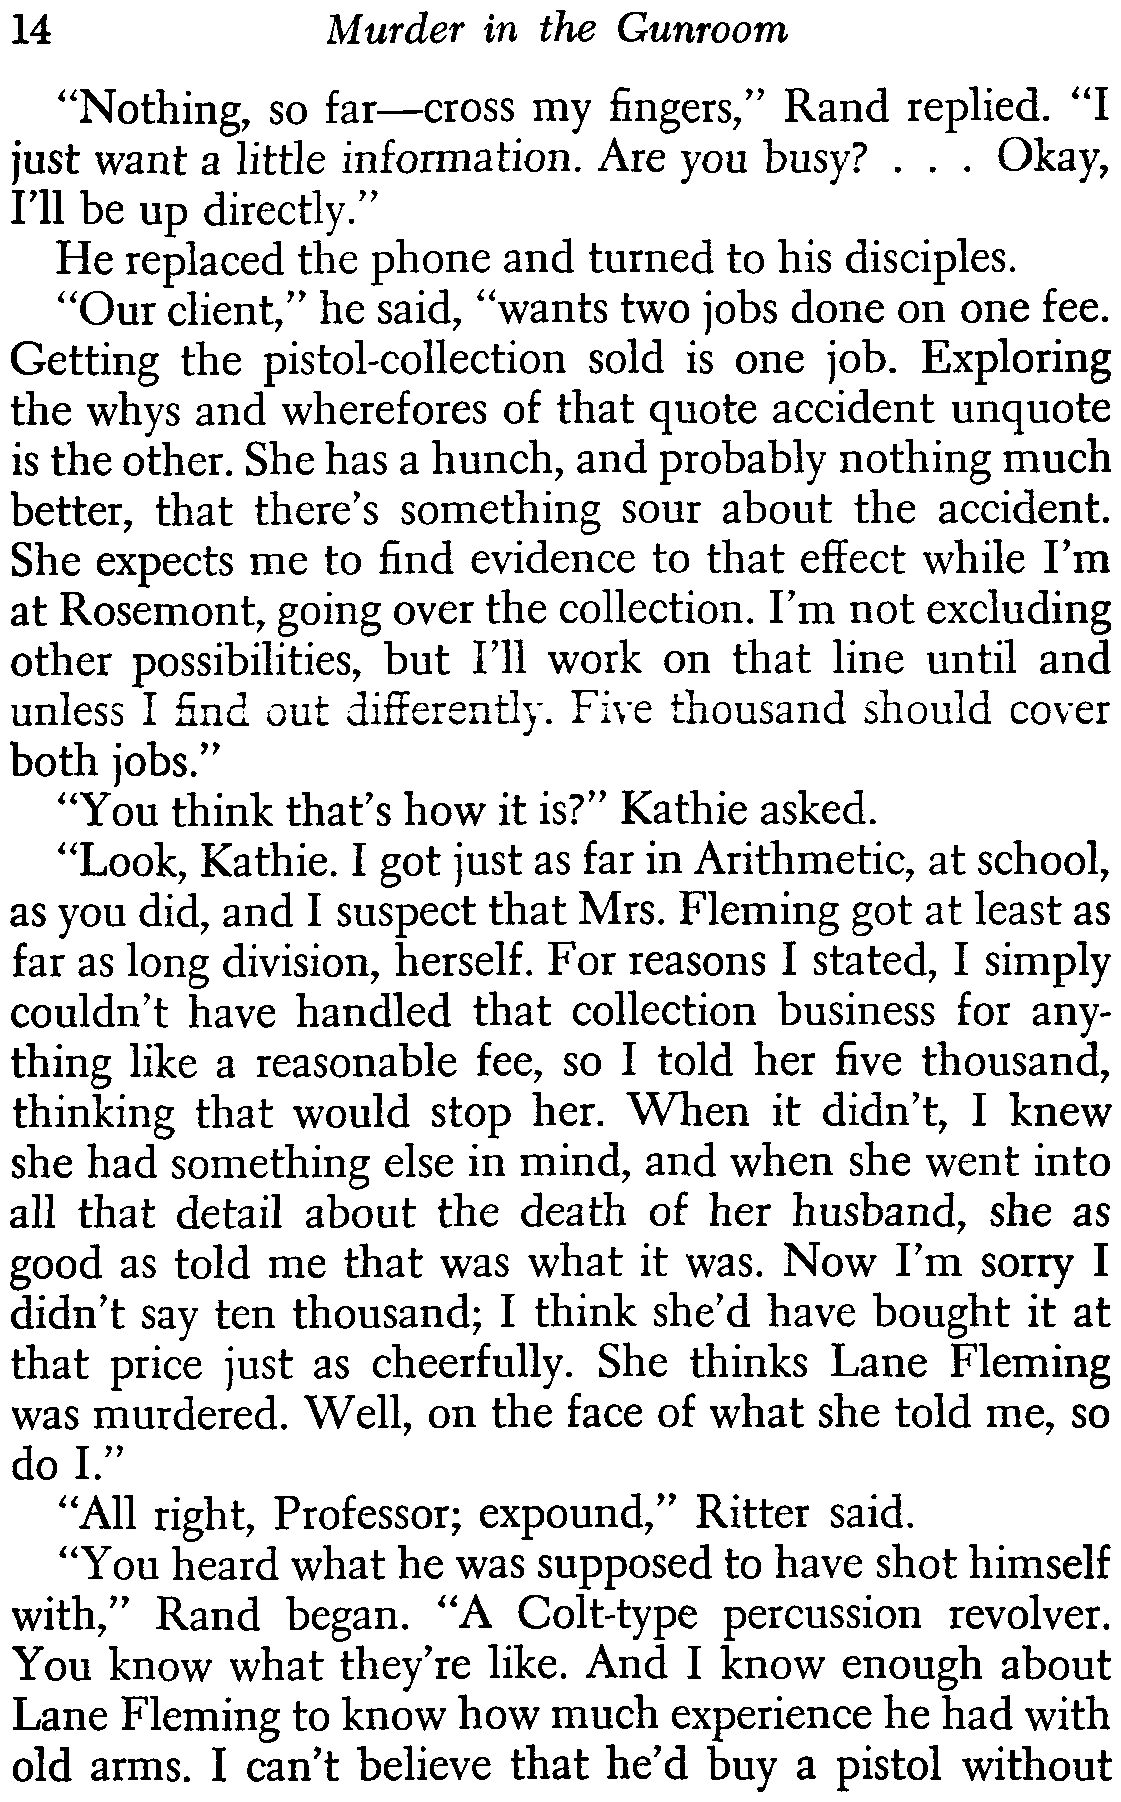 14 Murder in the Gunroom
“Nothing, so far—cross my fingers,” Rand replied. “I
just want a little information. Are you busy? . . . Okay,
I’ll be up directly.”
He replaced the phone and turned to his disciples.
“Our client,” he said, “wants two jobs done on one fee.
Getting the pistol-collection sold is one job. Exploring
the whys and wherefores of that quote accident unquote
is the other. She has a hunch, and probably nothing much
better, that there’s something sour about the accident.
She expects me to find evidence to that effect while I’m
at Rosemont, going over the collection. I’m not excluding
other possibilities, but I’ll work on that line until and
unless I find out differently. Five thousand should cover
both jobs.”
“You think that’s how it is?” Kathie asked.
“Look, Kathie. I got just as far in Arithmetic, at school,
as you did, and I suspect that Mrs. Fleming got at least as
far as long division, herself. For reasons I stated, I simply
couldn’t have handled that collection business for any-
thing like a reasonable fee, so I told her five thousand,
thinking that would stop her. When it didn’t, I knew
she had something else in mind, and when she went into
all that detail about the death of her husband, she as
good as told me that was what it was. Now I’m sorry I
didn’t say ten thousand; I think she’d have bought it at
that price just as cheerfully. She thinks Lane Fleming
was murdered. Well, on the face of what she told me, so
do I.”
“All right, Professor; expound,” Ritter said.
“You heard what he was supposed to have shot himself
with,” Rand began. “A Colt-type percussion revolver.
You know what they’re like. And I know enough about
Lane Fleming to know how much experience he had with
old arms. I can’t believe that he’d buy a pistol without